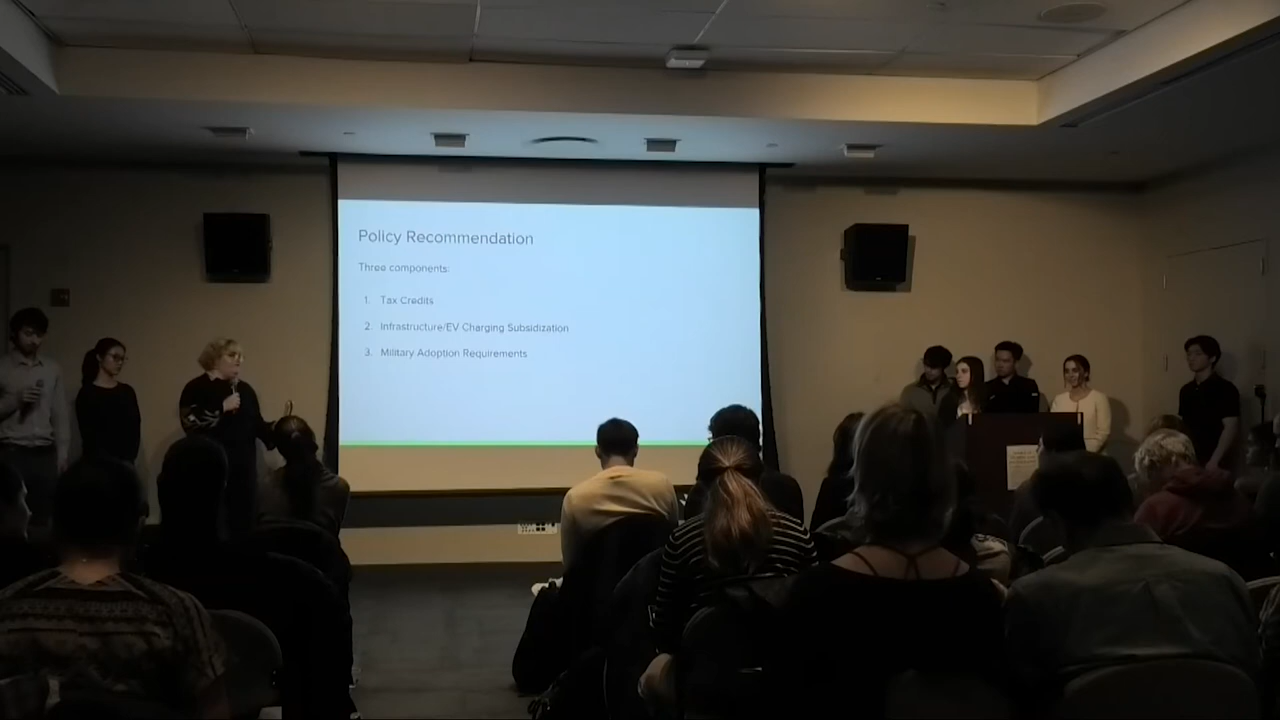 Policy Recommendation
Three components:
1. Tax Credits
2. Infrastructure/EV Charging Subsidization
3. Military Adoption Requirements